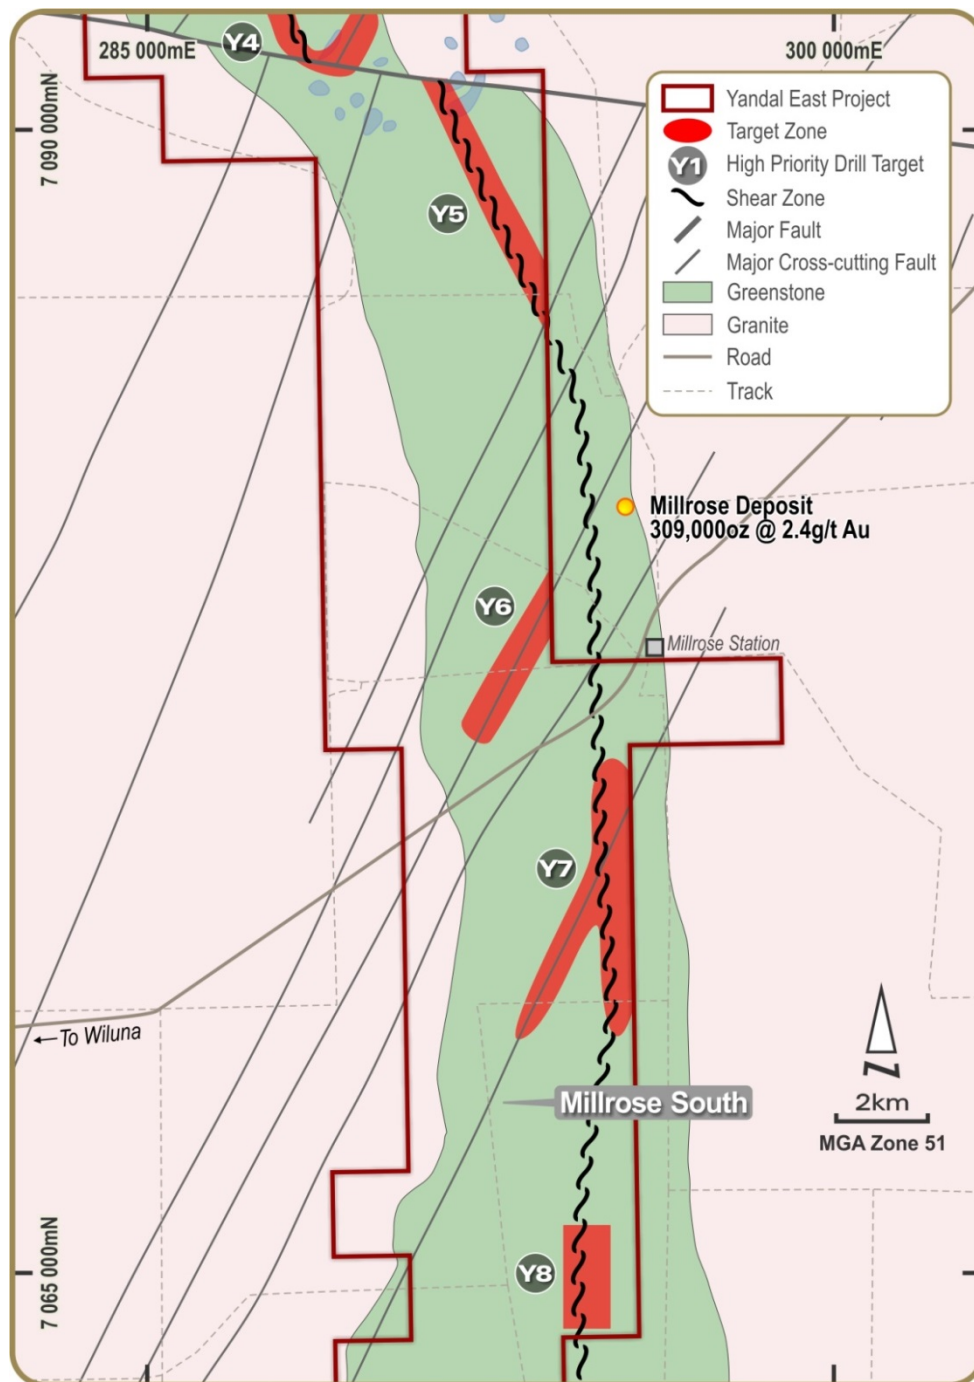 285 000mE
300 000mE
7 090 000mN
7 065 000mN
Y4
Y5
Y6
Y7
Y8
Yandal East Project
Target Zone
Y1
High Priority Drill Target
Shear Zone
Major Fault
Major Cross-cutting Fault
Greenstone
Granite
Road
Track
Millrose Deposit
309,000oz @ 2.4g/t Au
Millrose Station
To Wiluna
Millrose South
N
2km
MGA Zone 51